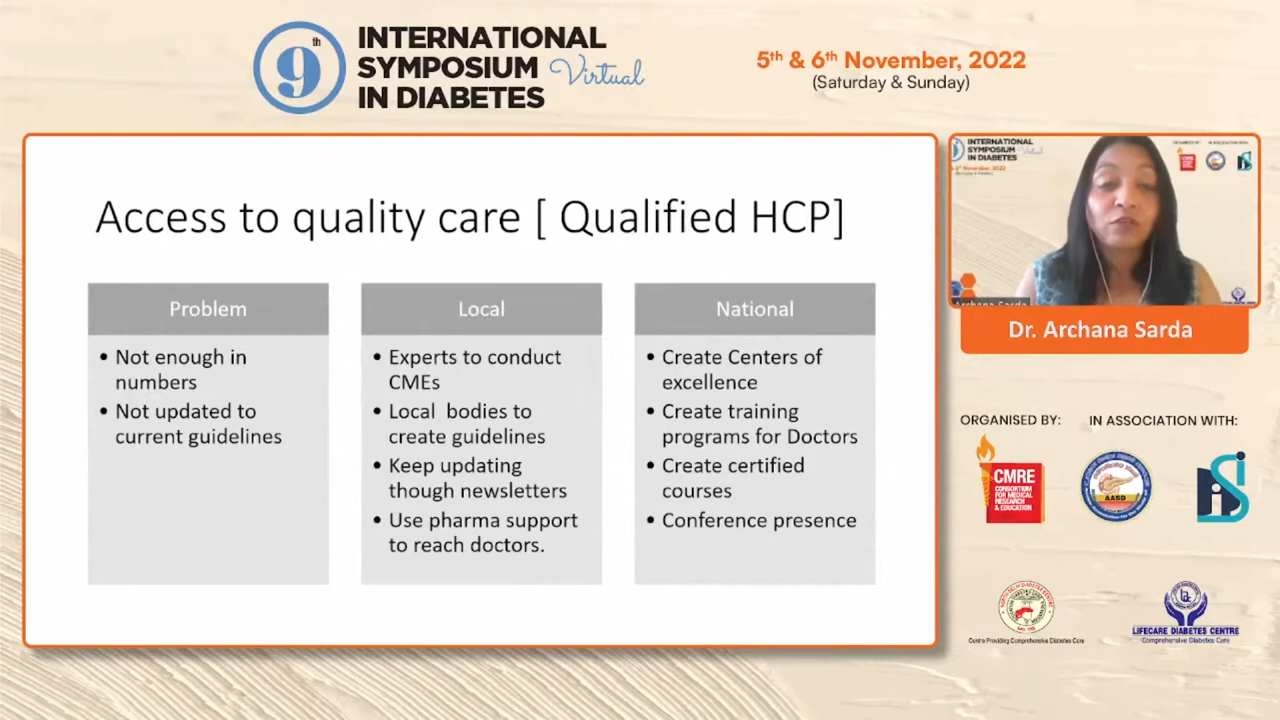 9th
INTERNATIONAL
SYMPOSIUM Virtual
IN DIABETES
5th & 6th November, 2022
(Saturday & Sunday)
Access to quality care [ Qualified HCP]
Problem
• Not enough in
numbers
• Not updated to
current guidelines
Local
• Experts to conduct
CMEs
• Local bodies to
create guidelines
• Keep updating
though newsletters
• Use pharma support
to reach doctors.
National
• Create Centers of
excellence
• Create training
programs for Doctors
• Create certified
courses
• Conference presence
INTERNATIONAL
SYMPOSIUM Virtual
IN DIABETES
Archana Sarda
Dr. Archana Sarda
ORGANISED BY:
IN ASSOCIATION WITH:
CMRE
CONSORTIUM
FOR MEDICAL
RESEARCH
& EDUCATION
AASD
Centre Providing Comprehensive Diabetes Care
LIFECARE DIABETES CENTRE
Comprehensive Diabetes Care